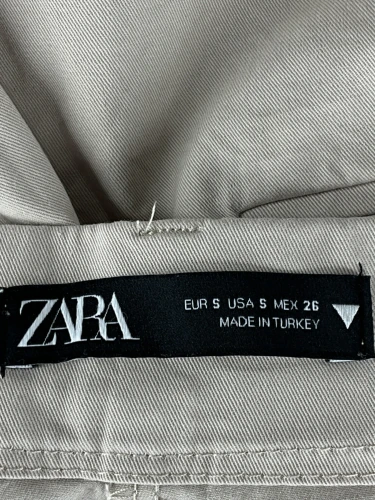 ZARA
EUR S USA S MEX 26
MADE IN TURKEY